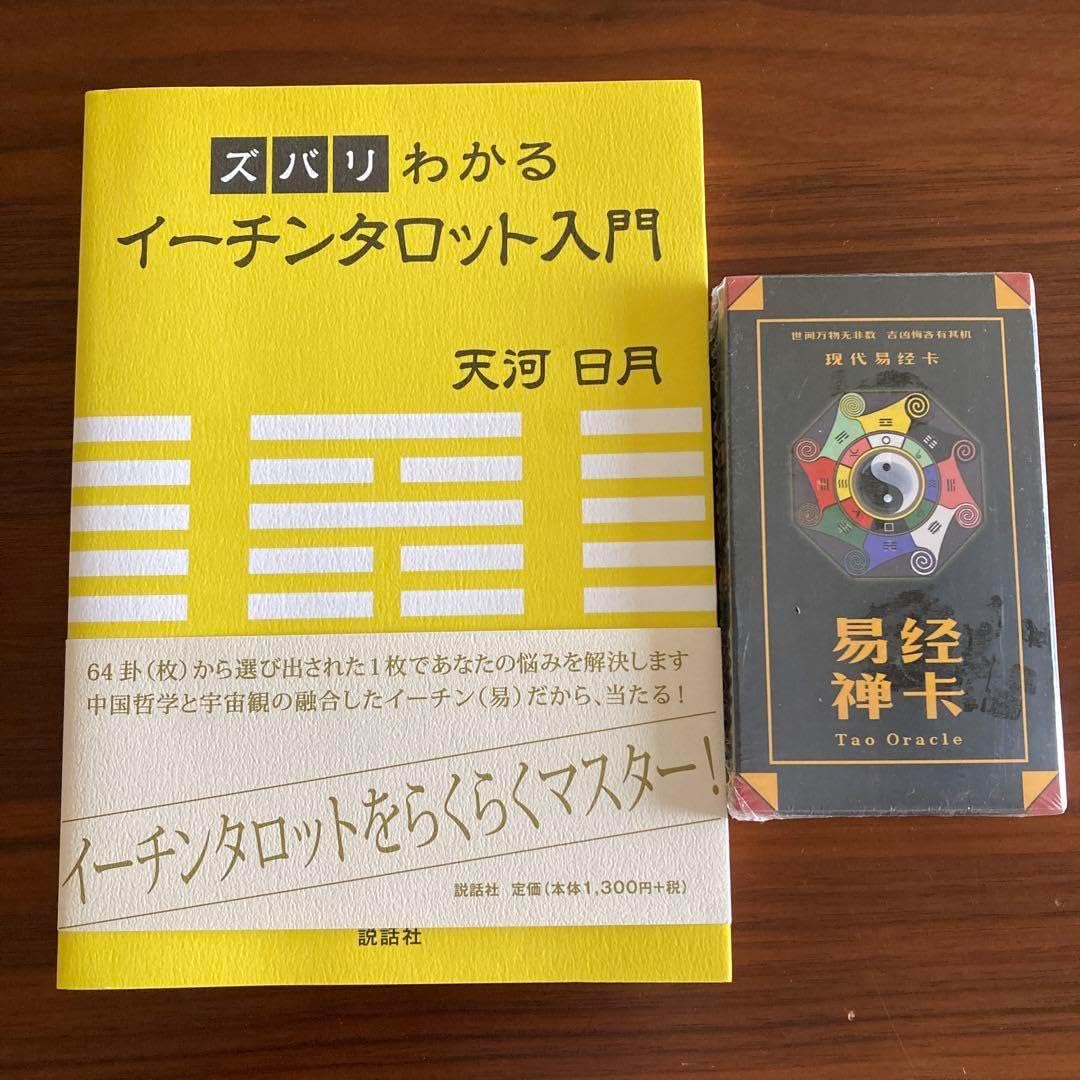 ズバリわかる
イーチンタロット入門
天河 日月
64卦(枚)から選び出された1枚であなたの悩みを解決します
中国哲学と宇宙観の融合したイーチン(易)だから、当たる!
イーチンタロットをらくらくマスター!
説話社 定価(本体1,300円+税)
説話社
世间万物无非数 吉凶悔吝有其机
现代易经卡
易经
禅卡
Tao Oracle